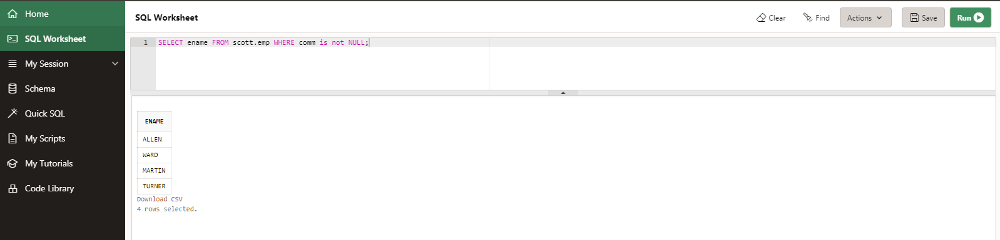 Home
SQL Worksheet
My Session
Schema
Quick SQL
My Scripts
My Tutorials
Code Library
SQL Worksheet
Clear
Find
Actions
Save
Run
1 SELECT ename FROM scott.emp WHERE comm is not NULL;
ENAME
ALLEN
WARD
MARTIN
TURNER
Download CSV
4 rows selected.